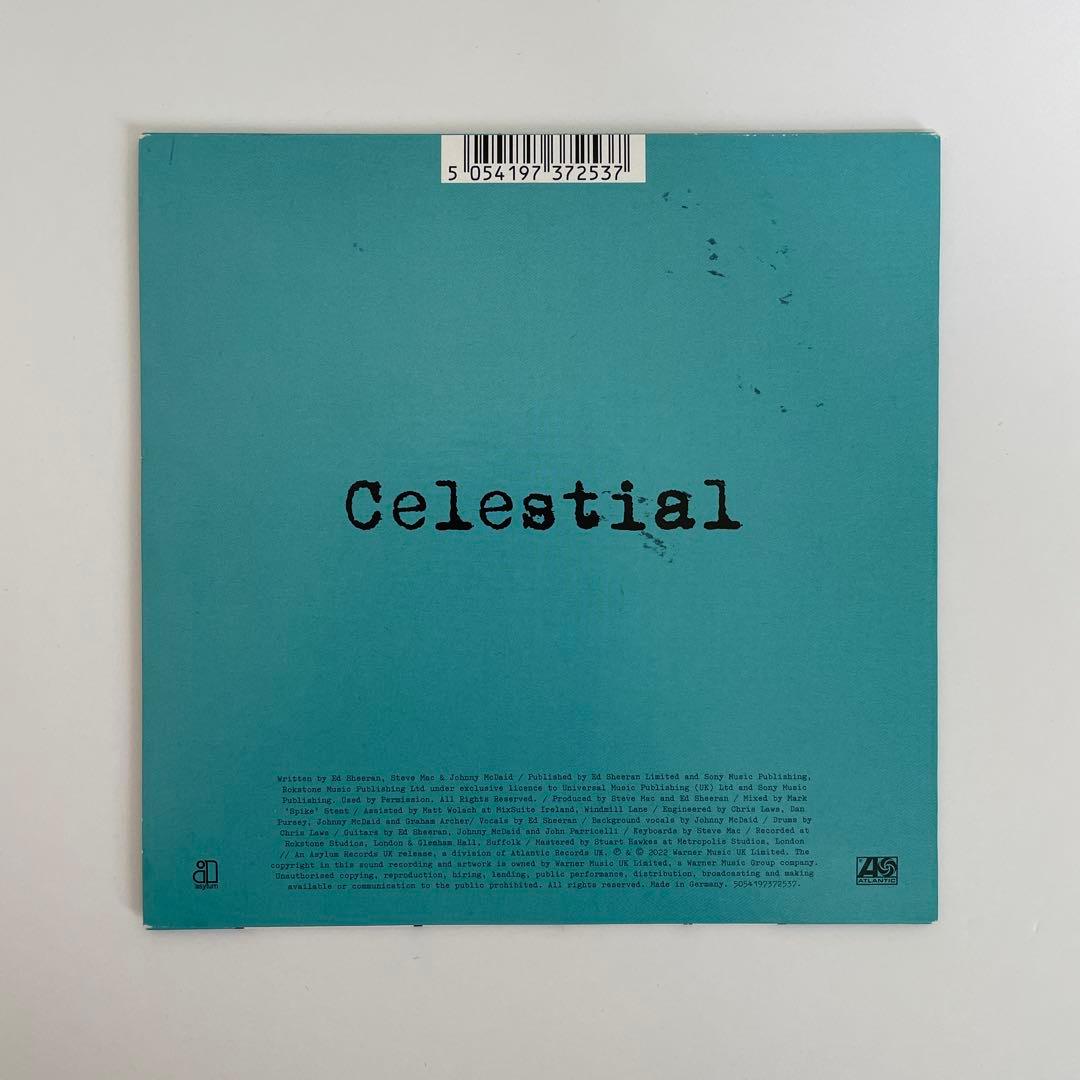 5 054197 372537
Celestial
Written by Ed Sheeran, Steve Mac & Johnny McDaid / Published by Ed Sheeran Limited and Sony Music Publishing,
Rokstone Music Publishing Ltd under exclusive licence to Universal Music Publishing (UK) Ltd and Sony Music
Publishing. Used by Permission. All Rights Reserved. / Produced by Steve Mac and Ed Sheeran / Mixed by Mark
'Spike' Stent / Assisted by Matt Wolach at MixSuite Ireland, Windmill Lane / Engineered by Chris Laws, Dan
Pursey, Johnny McDaid and Graham Archer/ Vocals by Ed Sheeran / Background vocals by Johnny McDaid / Drums by
Chris Laws / Guitars by Ed Sheeran, Johnny McDaid and John Parricelli / Keyboards by Steve Mac / Recorded at
Rokstone Studios, London & Glenham Hall, Suffolk / Mastered by Stuart Hawkes at Metropolis Studios, London
// An Asylum Records UK release, a division of Atlantic Records UK. ℗ & © 2022 Warner Music UK Limited. The
copyright in this sound recording and artwork is owned by Warner Music UK Limited, a Warner Music Group company.
Unauthorised copying, reproduction, hiring, lending, public performance, distribution, broadcasting and making
available or communication to the public prohibited. All rights reserved. Made in Germany. 5054197372537.
asylum
ATLANTIC